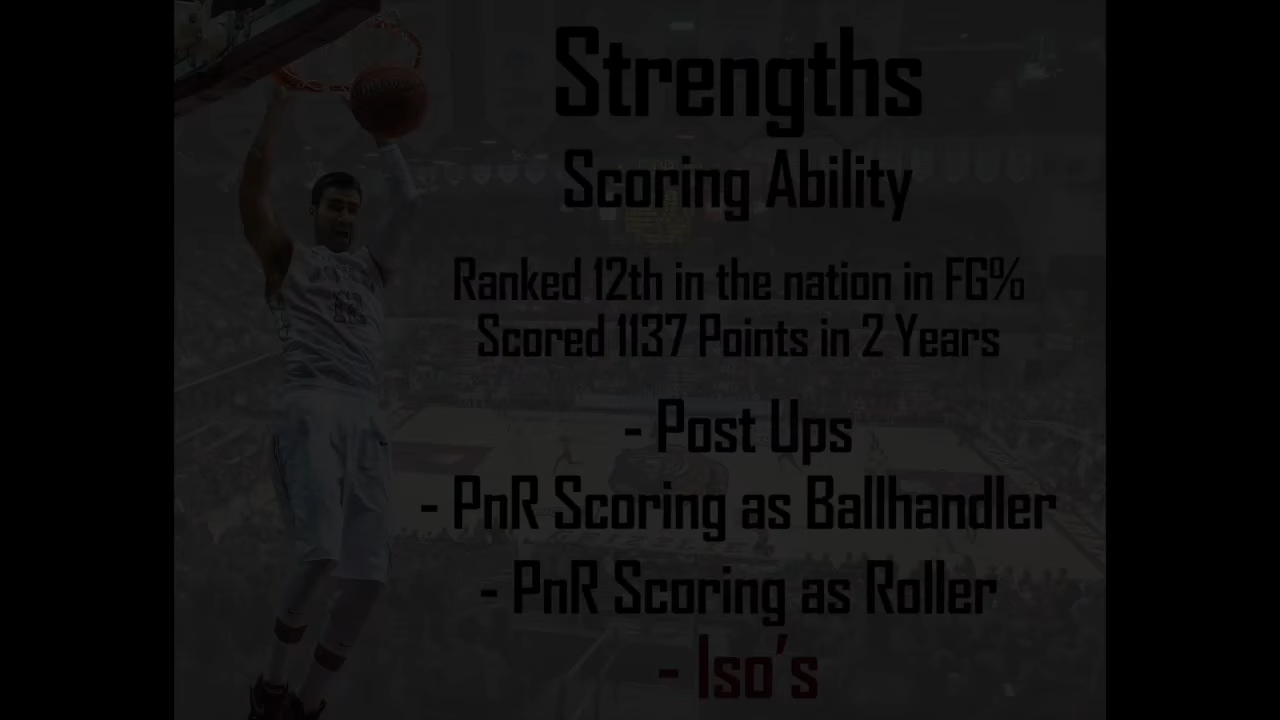 Strengths
Scoring Ability
Ranked 12th in the nation in FG%
Scored 1137 Points in 2 Years
- Post Ups
- PnR Scoring as Ballhandler
- PnR Scoring as Roller
- Iso's